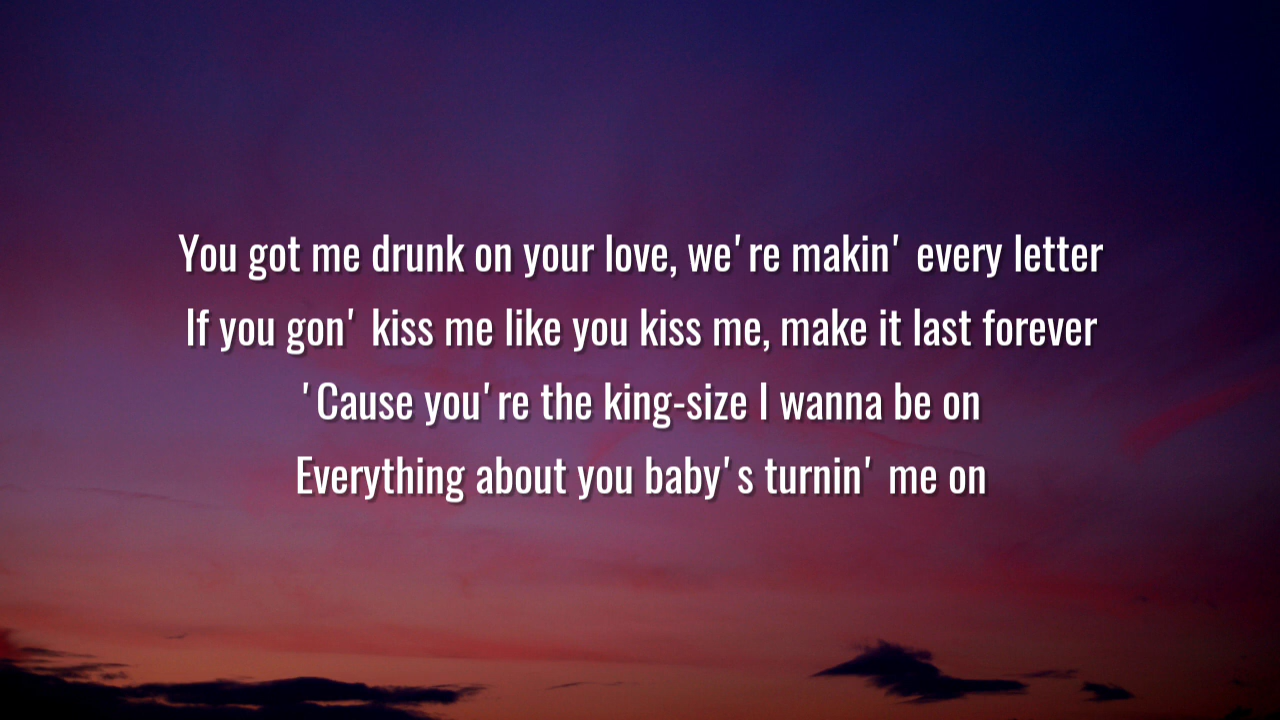 You got me drunk on your love, we're makin' every letter
If you gon' kiss me like you kiss me, make it last forever
'Cause you're the king-size I wanna be on
Everything about you baby's turnin' me on